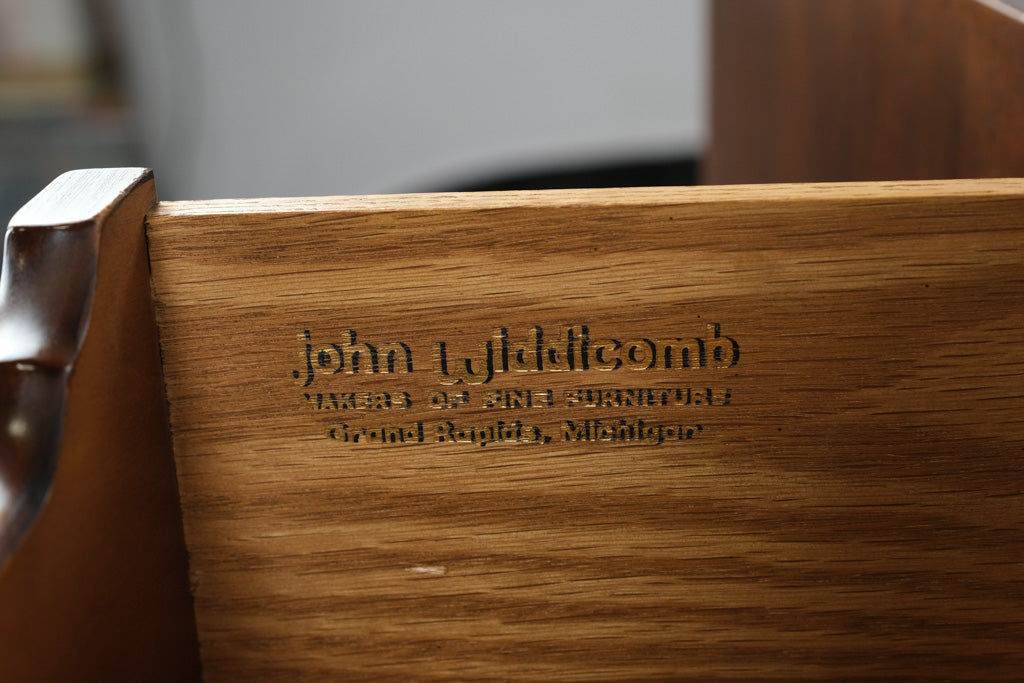 john widdicomb
MAKERS OF FINE FURNITURE
Grand Rapids, Michigan